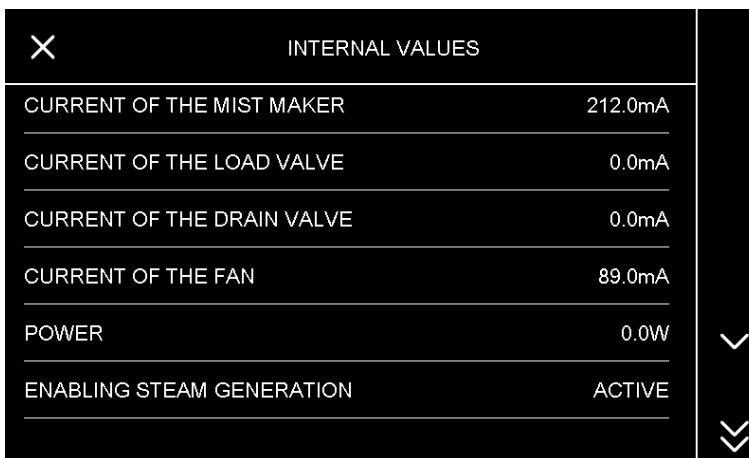 INTERNAL VALUES
CURRENT OF THE MIST MAKER 212.0mA
CURRENT OF THE LOAD VALVE 0.0mA
CURRENT OF THE DRAIN VALVE 0.0mA
CURRENT OF THE FAN 89.0mA
POWER 0.0W
ENABLING STEAM GENERATION ACTIVE